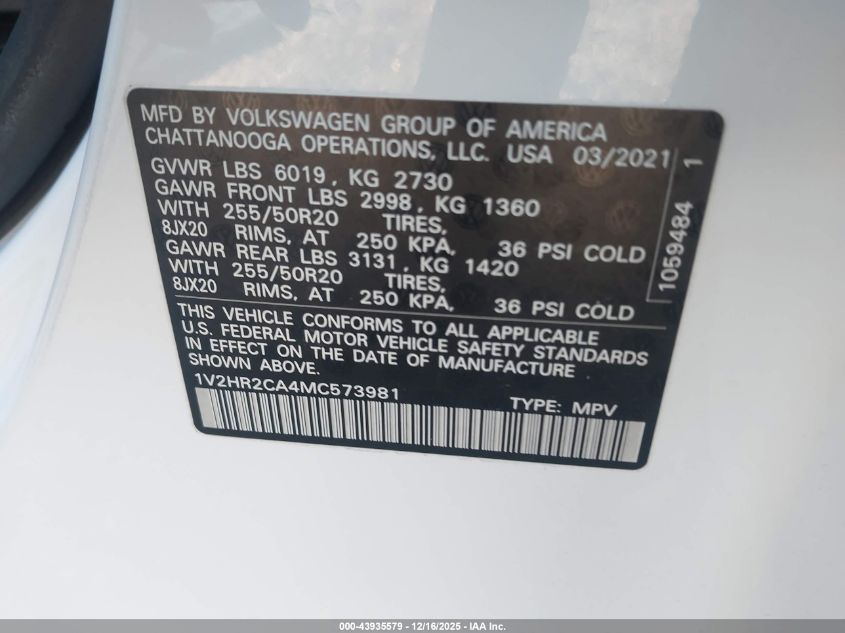 MFD BY VOLKSWAGEN GROUP OF AMERICA
CHATTANOOGA OPERATIONS, LLC. USA 03/2021
GVWR LBS 6019, KG 2730
GAWR FRONT LBS 2998, KG 1360
WITH 255/50R20 TIRES,
8JX20 RIMS, AT 250 KPA, 36 PSI COLD
GAWR REAR LBS 3131, KG 1420
WITH 255/50R20 TIRES,
8JX20 RIMS, AT 250 KPA, 36 PSI COLD
1059484 1
THIS VEHICLE CONFORMS TO ALL APPLICABLE
U.S. FEDERAL MOTOR VEHICLE SAFETY STANDARDS
IN EFFECT ON THE DATE OF MANUFACTURE
SHOWN ABOVE.
1V2HR2CA4MC573981 TYPE: MPV
000-43935579 - 12/16/2025 - IAA Inc.